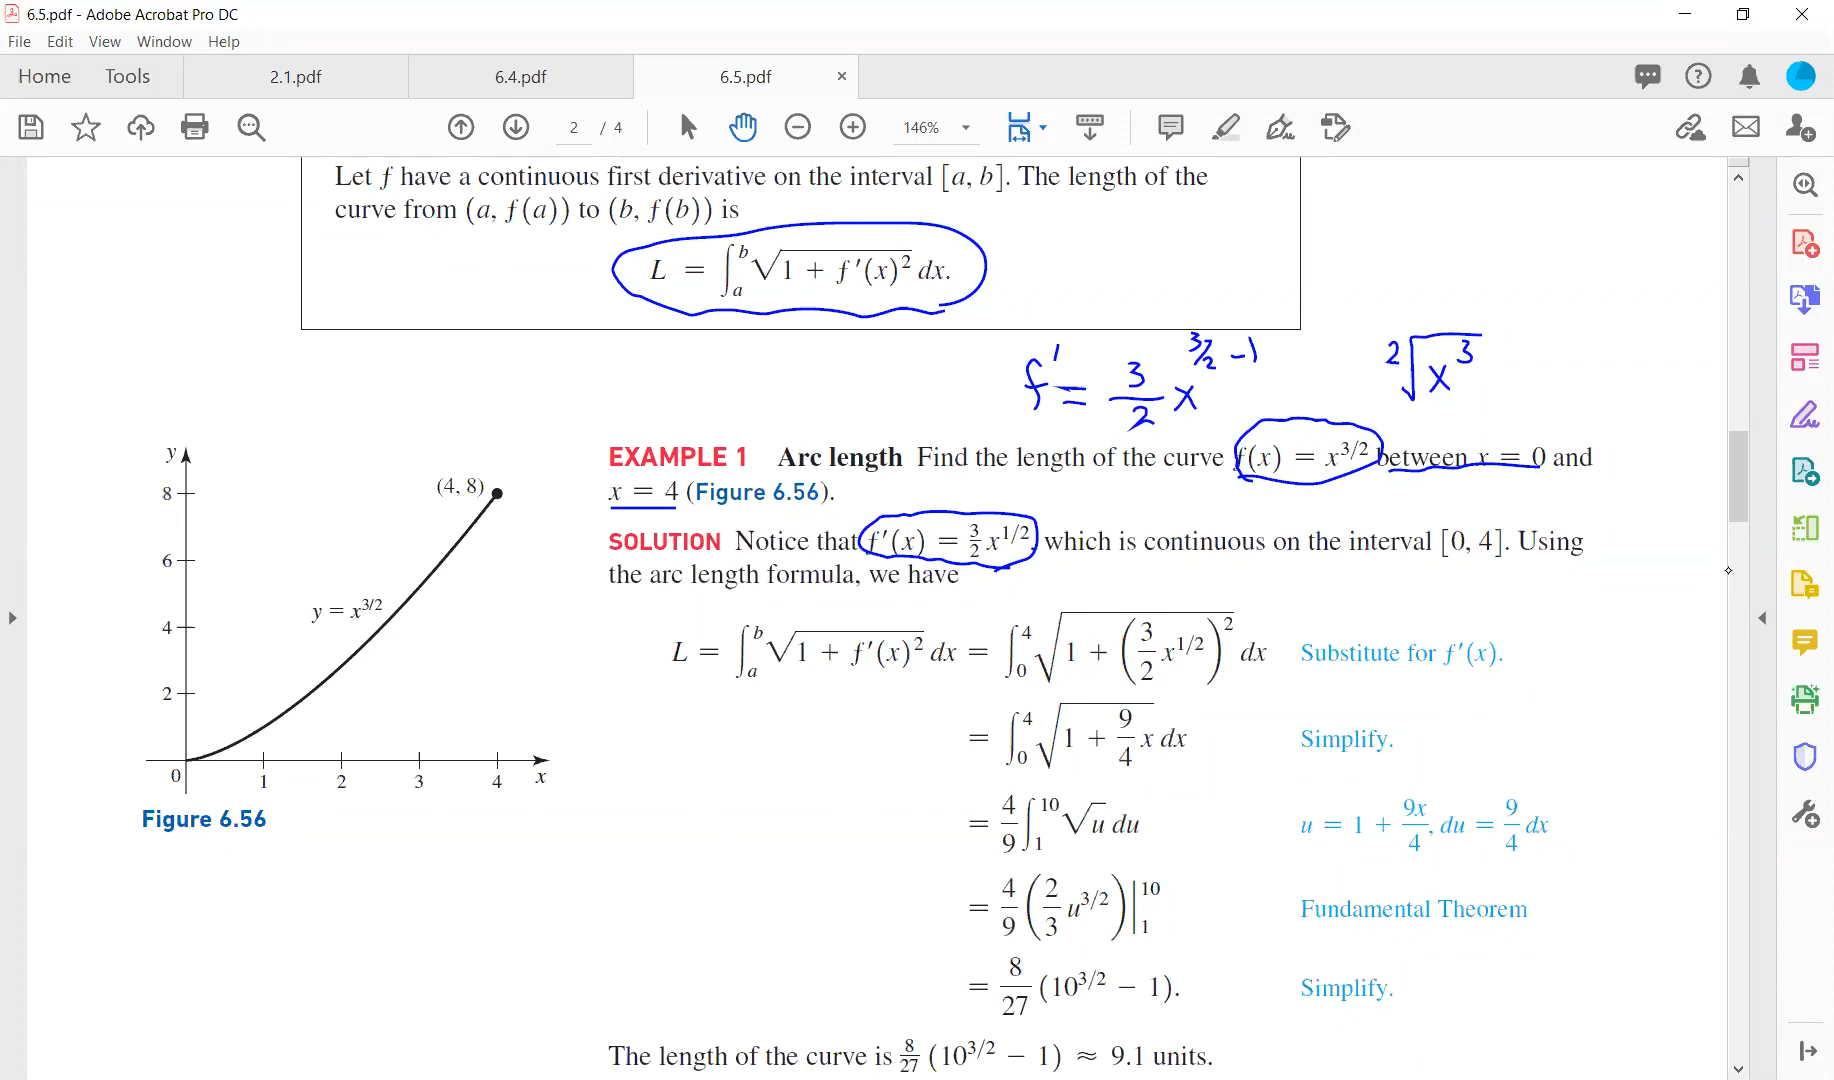 6.5.pdf - Adobe Acrobat Pro DC
File Edit View Window Help
Home Tools 2.1.pdf 6.4.pdf 6.5.pdf ×
2 / 4 146%
Let f have a continuous first derivative on the interval [a, b]. The length of the
curve from (a, f(a)) to (b, f(b)) is
L = ∫_a^b √(1 + f′(x)²) dx.
f′ = 3/2 x^(3/2 − 1) ²√(x³)
EXAMPLE 1 Arc length Find the length of the curve f(x) = x^(3/2) between x = 0 and
x = 4 (Figure 6.56).
SOLUTION Notice that f′(x) = 3/2 x^(1/2), which is continuous on the interval [0, 4]. Using
the arc length formula, we have
L = ∫_a^b √(1 + f′(x)²) dx = ∫_0^4 √(1 + (3/2 x^(1/2))²) dx Substitute for f′(x).
= ∫_0^4 √(1 + 9/4 x) dx Simplify.
= 4/9 ∫_1^10 √u du u = 1 + 9x/4, du = 9/4 dx
= 4/9 (2/3 u^(3/2)) |_1^10 Fundamental Theorem
= 8/27 (10^(3/2) − 1). Simplify.
The length of the curve is 8/27 (10^(3/2) − 1) ≈ 9.1 units.
y
(4, 8)
8
6
y = x^(3/2)
4
2
0 1 2 3 4 x
Figure 6.56